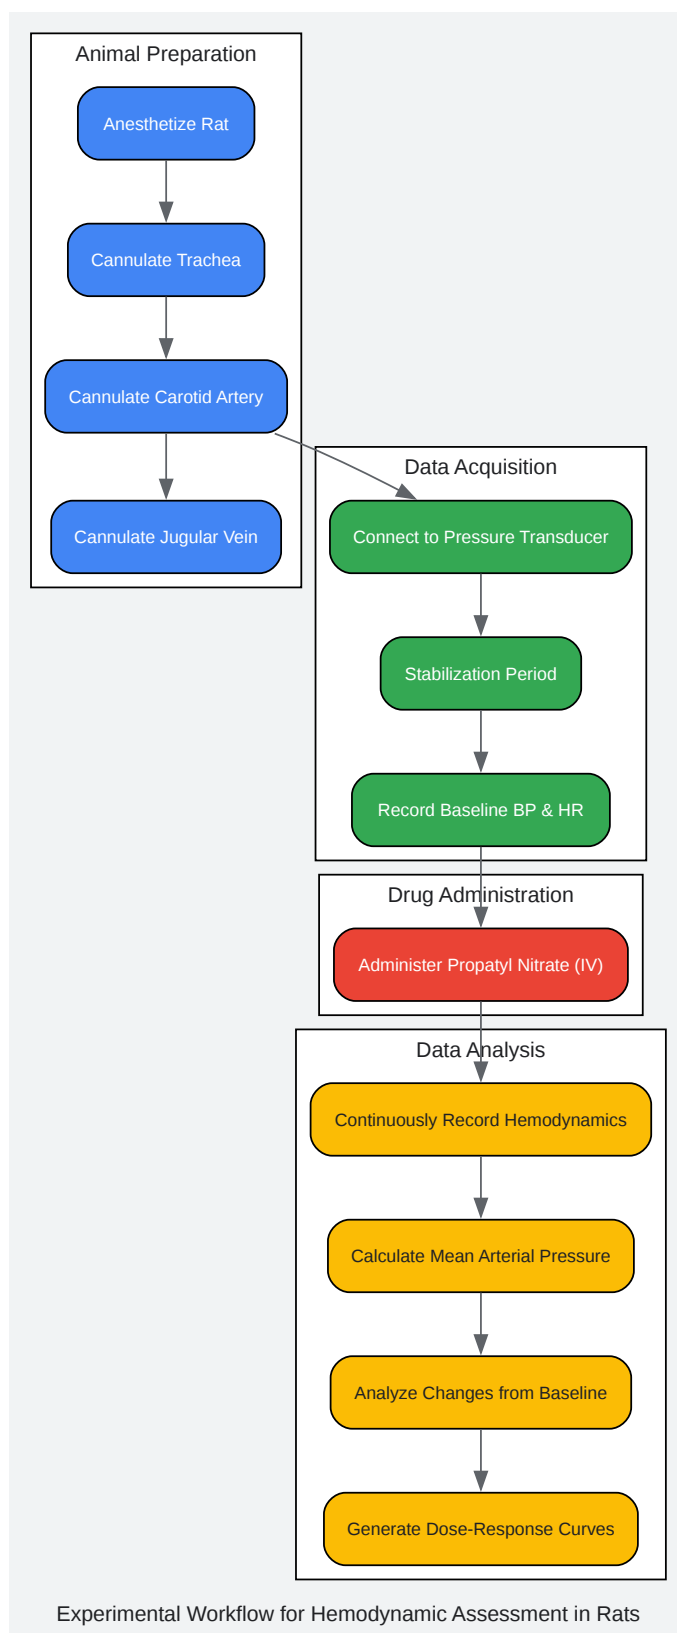 Animal Preparation
Anesthetize Rat
Cannulate Trachea
Cannulate Carotid Artery
Cannulate Jugular Vein
Data Acquisition
Connect to Pressure Transducer
Stabilization Period
Record Baseline BP & HR
Drug Administration
Administer Propatyl Nitrate (IV)
Data Analysis
Continuously Record Hemodynamics
Calculate Mean Arterial Pressure
Analyze Changes from Baseline
Generate Dose-Response Curves
Experimental Workflow for Hemodynamic Assessment in Rats